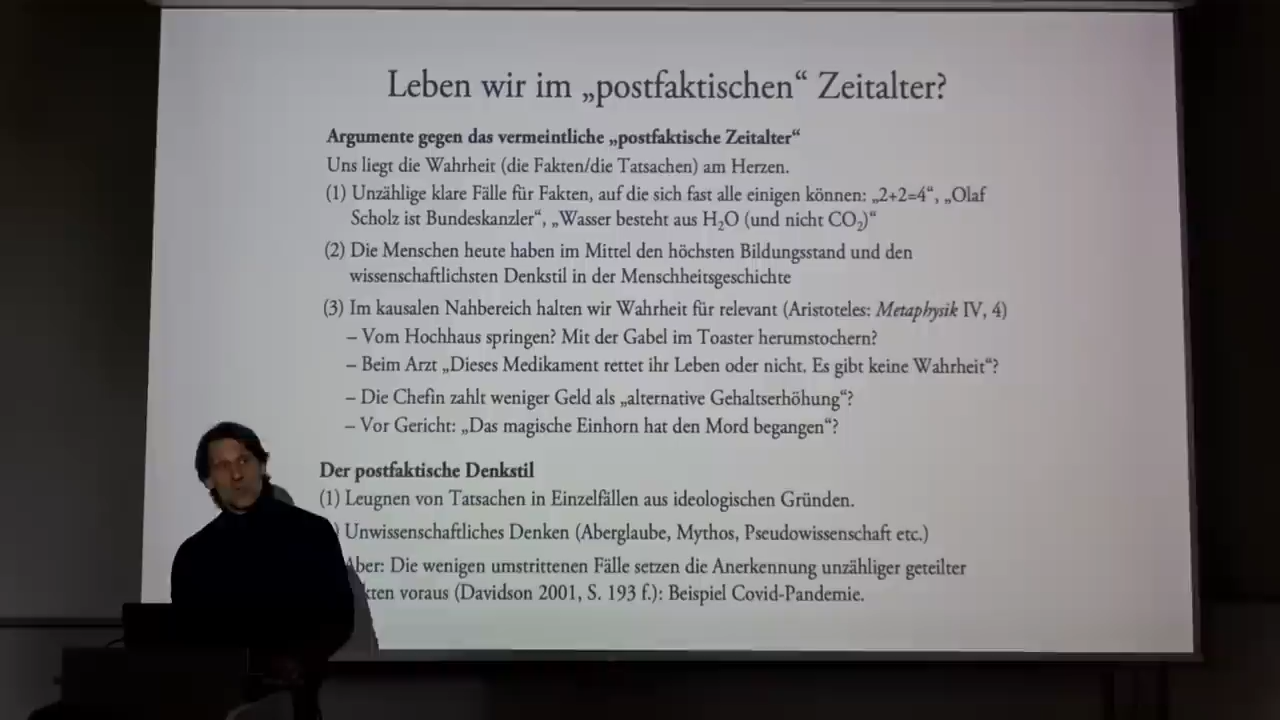 Leben wir im „postfaktischen“ Zeitalter?
Argumente gegen das vermeintliche „postfaktische Zeitalter“
Uns liegt die Wahrheit (die Fakten/die Tatsachen) am Herzen.
(1) Unzählige klare Fälle für Fakten, auf die sich fast alle einigen können: „2+2=4“, „Olaf
Scholz ist Bundeskanzler“, „Wasser besteht aus H₂O (und nicht CO₂)“
(2) Die Menschen heute haben im Mittel den höchsten Bildungsstand und den
wissenschaftlichsten Denkstil in der Menschheitsgeschichte
(3) Im kausalen Nahbereich halten wir Wahrheit für relevant (Aristoteles: Metaphysik IV, 4)
– Vom Hochhaus springen? Mit der Gabel im Toaster herumstochern?
– Beim Arzt „Dieses Medikament rettet ihr Leben oder nicht. Es gibt keine Wahrheit“?
– Die Chefin zahlt weniger Geld als „alternative Gehaltserhöhung“?
– Vor Gericht: „Das magische Einhorn hat den Mord begangen“?
Der postfaktische Denkstil
(1) Leugnen von Tatsachen in Einzelfällen aus ideologischen Gründen.
) Unwissenschaftliches Denken (Aberglaube, Mythos, Pseudowissenschaft etc.)
Aber: Die wenigen umstrittenen Fälle setzen die Anerkennung unzähliger geteilter
kten voraus (Davidson 2001, S. 193 f.): Beispiel Covid-Pandemie.